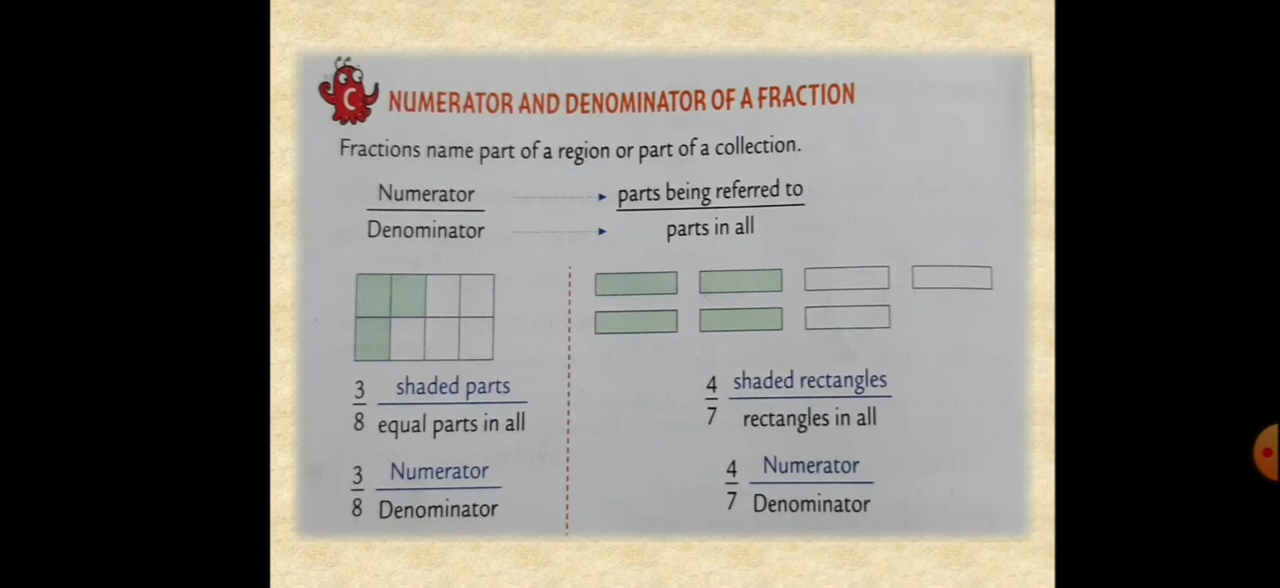 C
NUMERATOR AND DENOMINATOR OF A FRACTION
Fractions name part of a region or part of a collection.
Numerator → parts being referred to
Denominator → parts in all
3 shaded parts
8 equal parts in all
3 Numerator
8 Denominator
4 shaded rectangles
7 rectangles in all
4 Numerator
7 Denominator